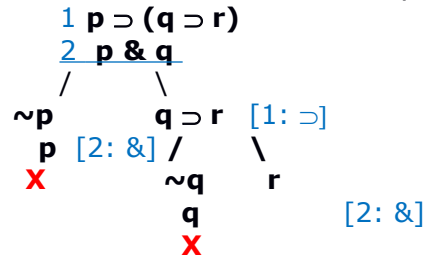 1 p ⊃ (q ⊃ r)
2 p & q
/ \
~p q ⊃ r [1: ⊃]
p [2: &] / \
X ~q r
q [2: &]
X